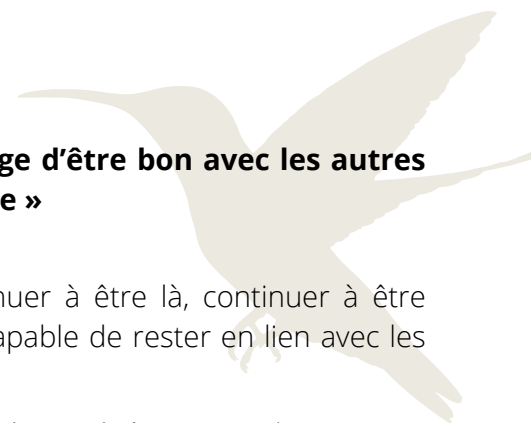 ge d’être bon avec les autres
e »
nuer à être là, continuer à être
apable de rester en lien avec les